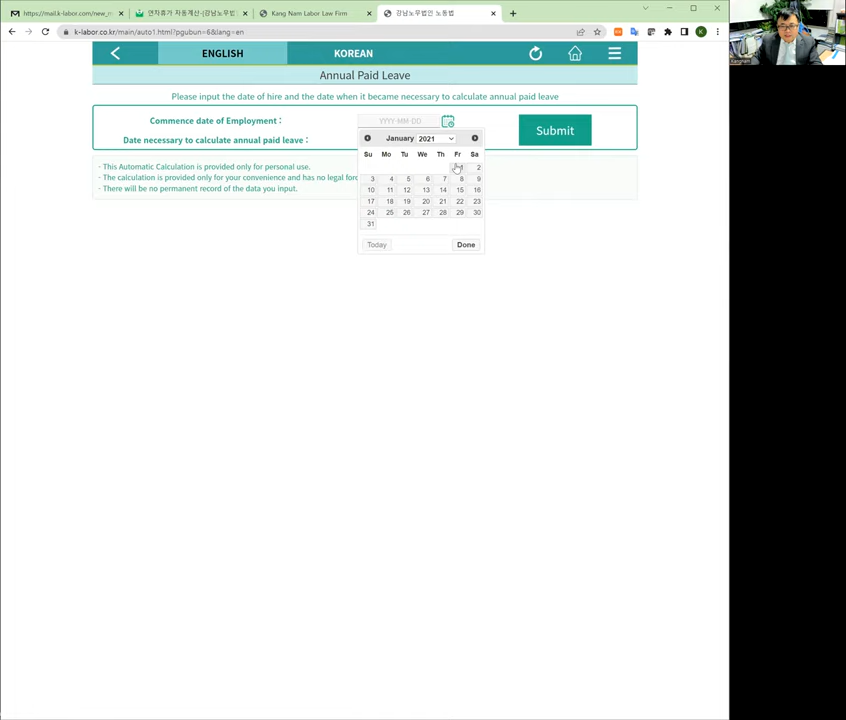 https://mail.k-labor.com/new_m
연차휴가 자동계산-[강남노무법
Kang Nam Labor Law Firm
강남노무법인 노동법
k-labor.co.kr/main/auto1.html?pgubun=6&lang=en
ENGLISH
KOREAN
Annual Paid Leave
Please input the date of hire and the date when it became necessary to calculate annual paid leave
Commence date of Employment :
YYYY-MM-DD
Submit
Date necessary to calculate annual paid leave :
January 2021
Su Mo Tu We Th Fr Sa
2
3 4 5 6 7 8 9
10 11 12 13 14 15 16
17 18 19 20 21 22 23
24 25 26 27 28 29 30
31
Today
Done
- This Automatic Calculation is provided only for personal use.
- The calculation is provided only for your convenience and has no legal forc
- There will be no permanent record of the data you input.